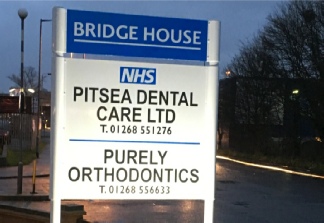 BRIDGE HOUSE
NHS
PITSEA DENTAL
CARE LTD
T. 01268 551276
PURELY
ORTHODONTICS
T. 01268 556633